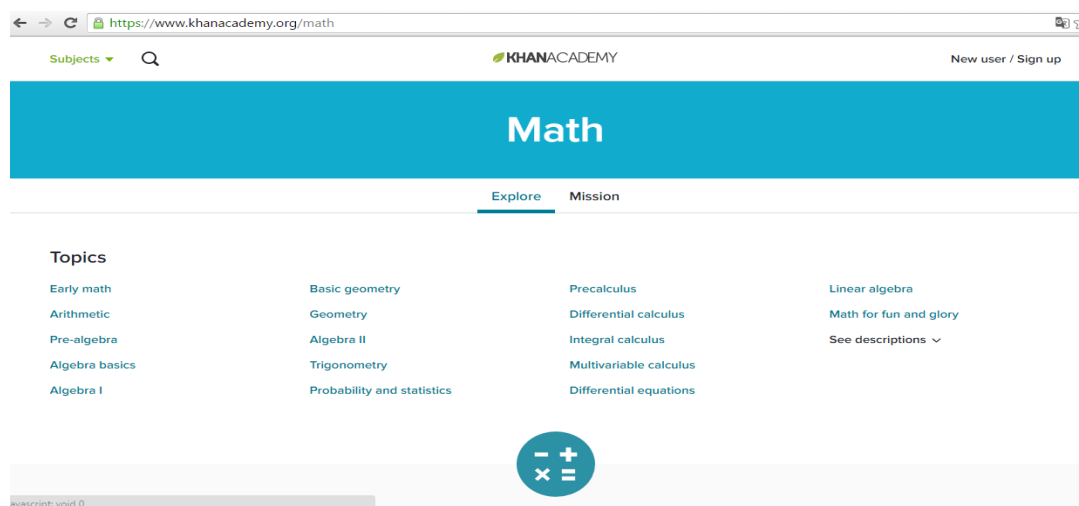 https://www.khanacademy.org/math
Subjects
KHANACADEMY
New user / Sign up
Math
Explore Mission
Topics
Early math
Arithmetic
Pre-algebra
Algebra basics
Algebra I
Basic geometry
Geometry
Algebra II
Trigonometry
Probability and statistics
Precalculus
Differential calculus
Integral calculus
Multivariable calculus
Differential equations
Linear algebra
Math for fun and glory
See descriptions
− +
× =